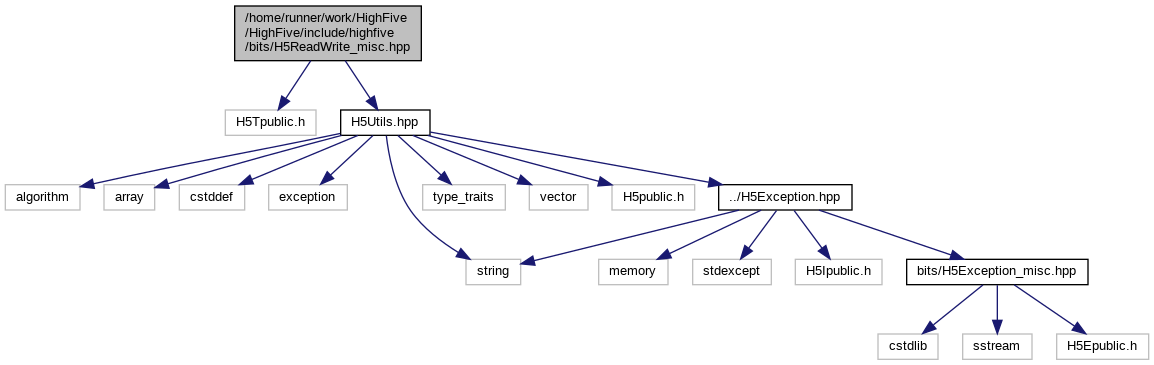 /home/runner/work/HighFive
/HighFive/include/highfive
/bits/H5ReadWrite_misc.hpp
H5Tpublic.h
H5Utils.hpp
algorithm
array
cstddef
exception
type_traits
vector
H5public.h
../H5Exception.hpp
string
memory
stdexcept
H5Ipublic.h
bits/H5Exception_misc.hpp
cstdlib
sstream
H5Epublic.h